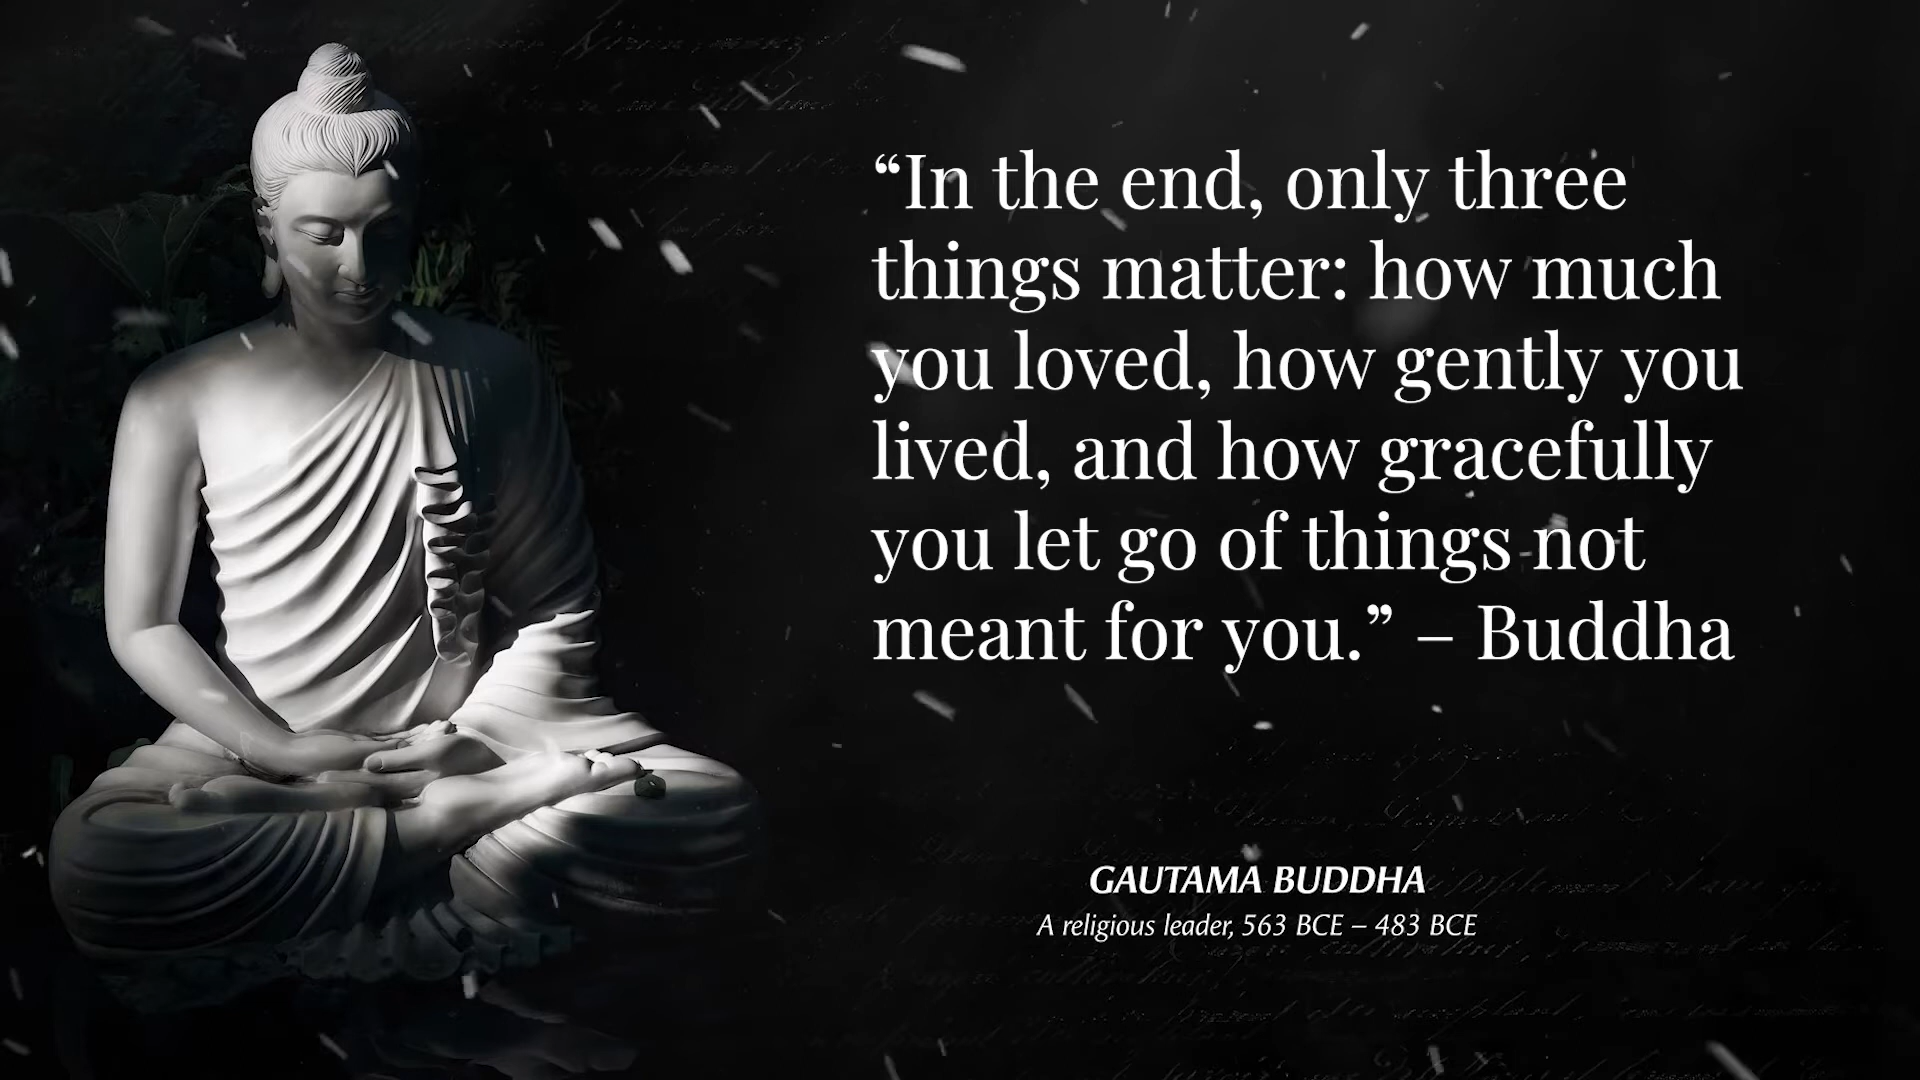 “In the end, only three
things matter: how much
you loved, how gently you
lived, and how gracefully
you let go of things not
meant for you.” – Buddha
GAUTAMA BUDDHA
A religious leader, 563 BCE – 483 BCE